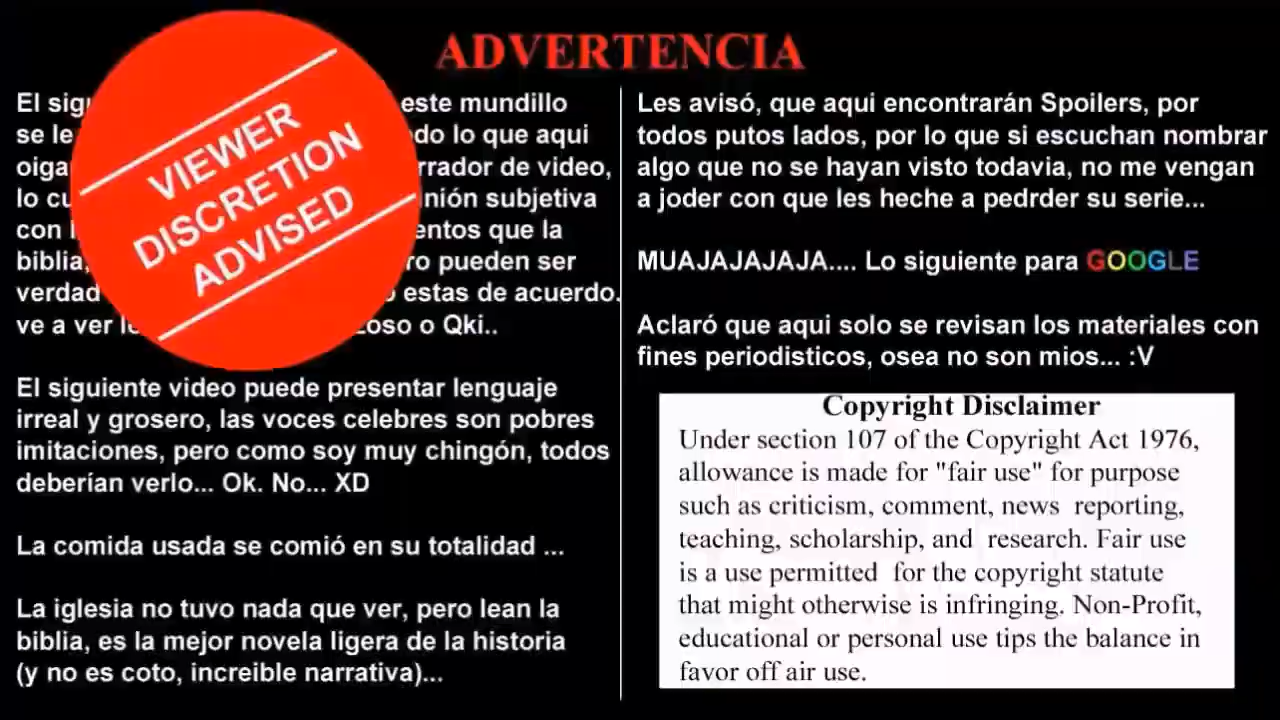 ADVERTENCIA
VIEWER
DISCRETION
ADVISED
El este mundillo
se lo que aqui
de video,
lo subjetiva
con que la
biblia, pueden ser
verdad estas de acuerdo.
ve a ver o Qki..
El siguiente video puede presentar lenguaje
irreal y grosero, las voces celebres son pobres
imitaciones, pero como soy muy chingón, todos
deberían verlo... Ok. No... XD
La comida usada se comió en su totalidad ...
La iglesia no tuvo nada que ver, pero lean la
biblia, es la mejor novela ligera de la historia
(y no es coto, increible narrativa)...
Les avisó, que aqui encontrarán Spoilers, por
todos putos lados, por lo que si escuchan nombrar
algo que no se hayan visto todavia, no me vengan
a joder con que les heche a pedrder su serie...
MUAJAJAJAJA.... Lo siguiente para GOOGLE
Aclaró que aqui solo se revisan los materiales con
fines periodisticos, osea no son mios... :V
Copyright Disclaimer
Under section 107 of the Copyright Act 1976,
allowance is made for "fair use" for purpose
such as criticism, comment, news reporting,
teaching, scholarship, and research. Fair use
is a use permitted for the copyright statute
that might otherwise is infringing. Non-Profit,
educational or personal use tips the balance in
favor off air use.